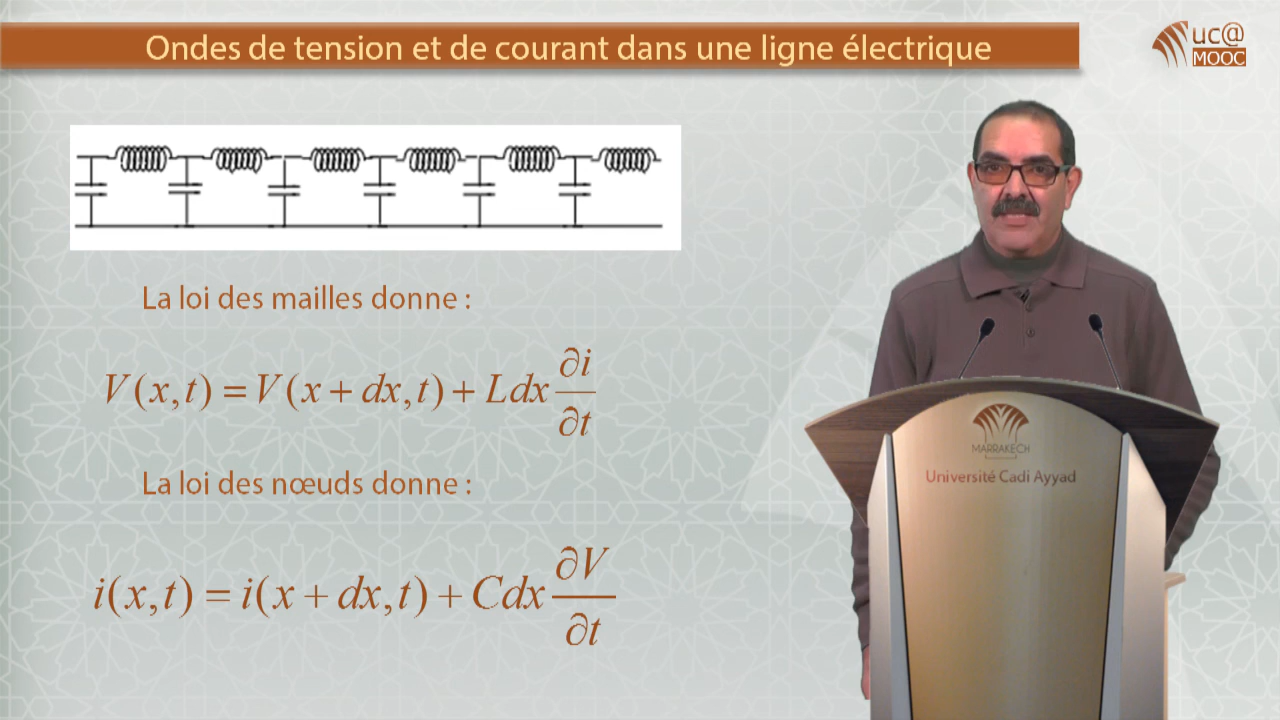 Ondes de tension et de courant dans une ligne électrique
uc@
MOOC
La loi des mailles donne :
V(x,t) = V(x + dx,t) + Ldx ∂i/∂t
La loi des nœuds donne :
i(x,t) = i(x + dx,t) + Cdx ∂V/∂t
MARRAKECH
Université Cadi Ayyad